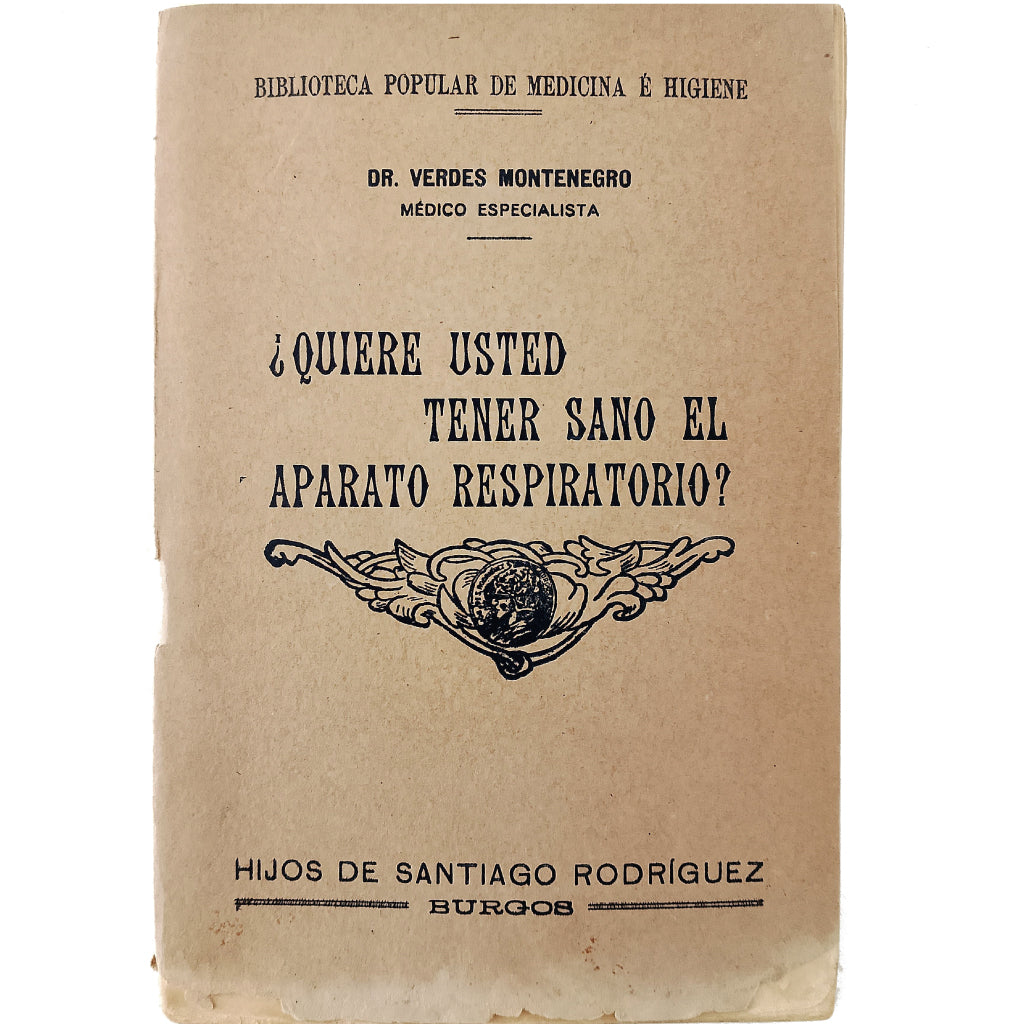 BIBLIOTECA POPULAR DE MEDICINA É HIGIENE
DR. VERDES MONTENEGRO
MÉDICO ESPECIALISTA
¿QUIERE USTED
TENER SANO EL
APARATO RESPIRATORIO?
HIJOS DE SANTIAGO RODRÍGUEZ
BURGOS